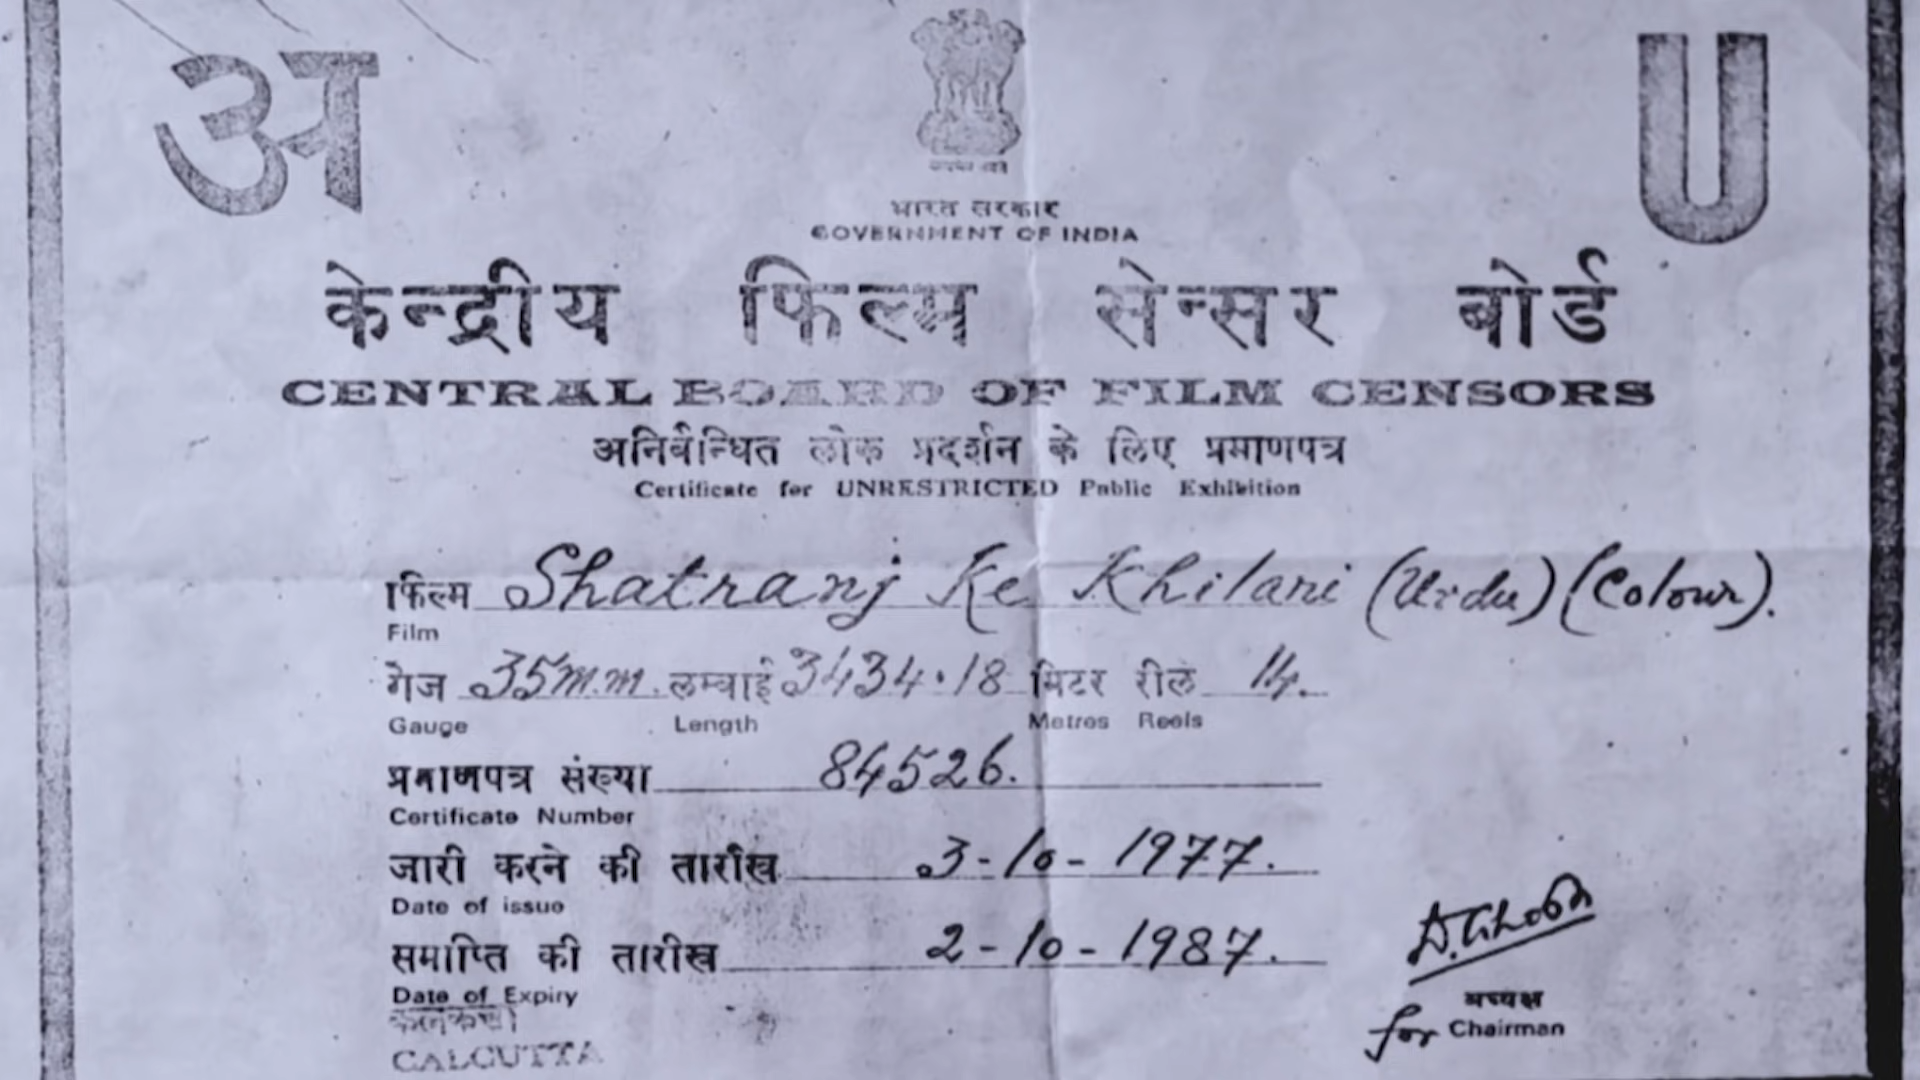 अ U
भारत सरकार
GOVERNMENT OF INDIA
केन्द्रीय फिल्म सेन्सर बोर्ड
CENTRAL BOARD OF FILM CENSORS
अनिर्बन्धित लोक प्रदर्शन के लिए प्रमाणपत्र
Certificate for UNRESTRICTED Public Exhibition
फिल्म Shatranj Ke Khilari (Urdu) (Colour).
Film
गेज 35m.m. लम्बाई 3434.18 मिटर रील 14.
Gauge Length Metres Reels
प्रमाणपत्र संख्या 84526.
Certificate Number
जारी करने की तारीख 3-10-1977.
Date of issue
समाप्ति की तारीख 2-10-1987.
Date of Expiry
अध्यक्ष
for Chairman
CALCUTTA